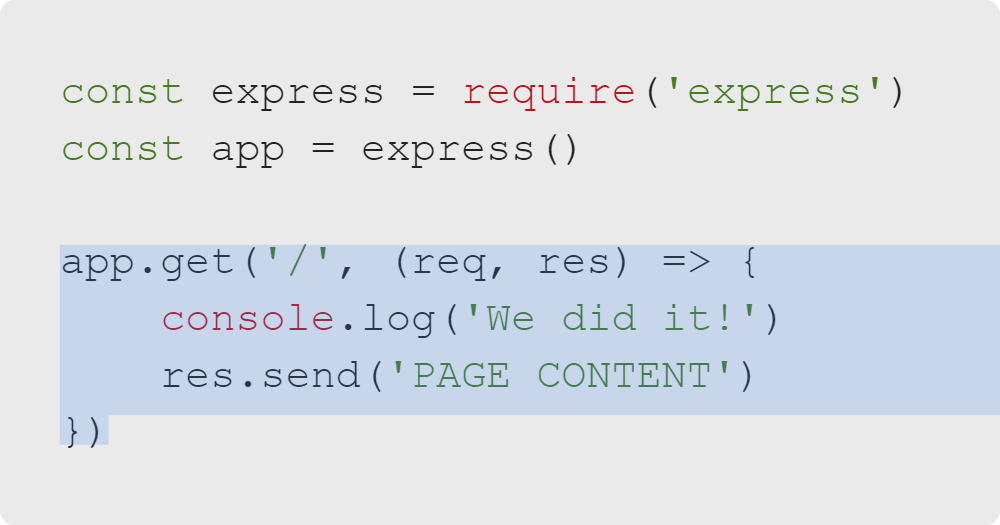 const express = require('express')
const app = express()

app.get('/', (req, res) => {
    console.log('We did it!')
    res.send('PAGE CONTENT')
})